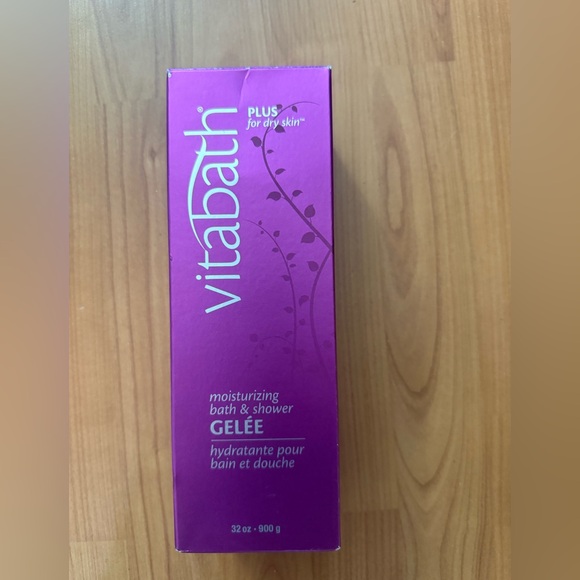 vitabath®
PLUS
for dry skin™
moisturizing
bath & shower
GELÉE
hydratante pour
bain et douche
32 oz • 900 g